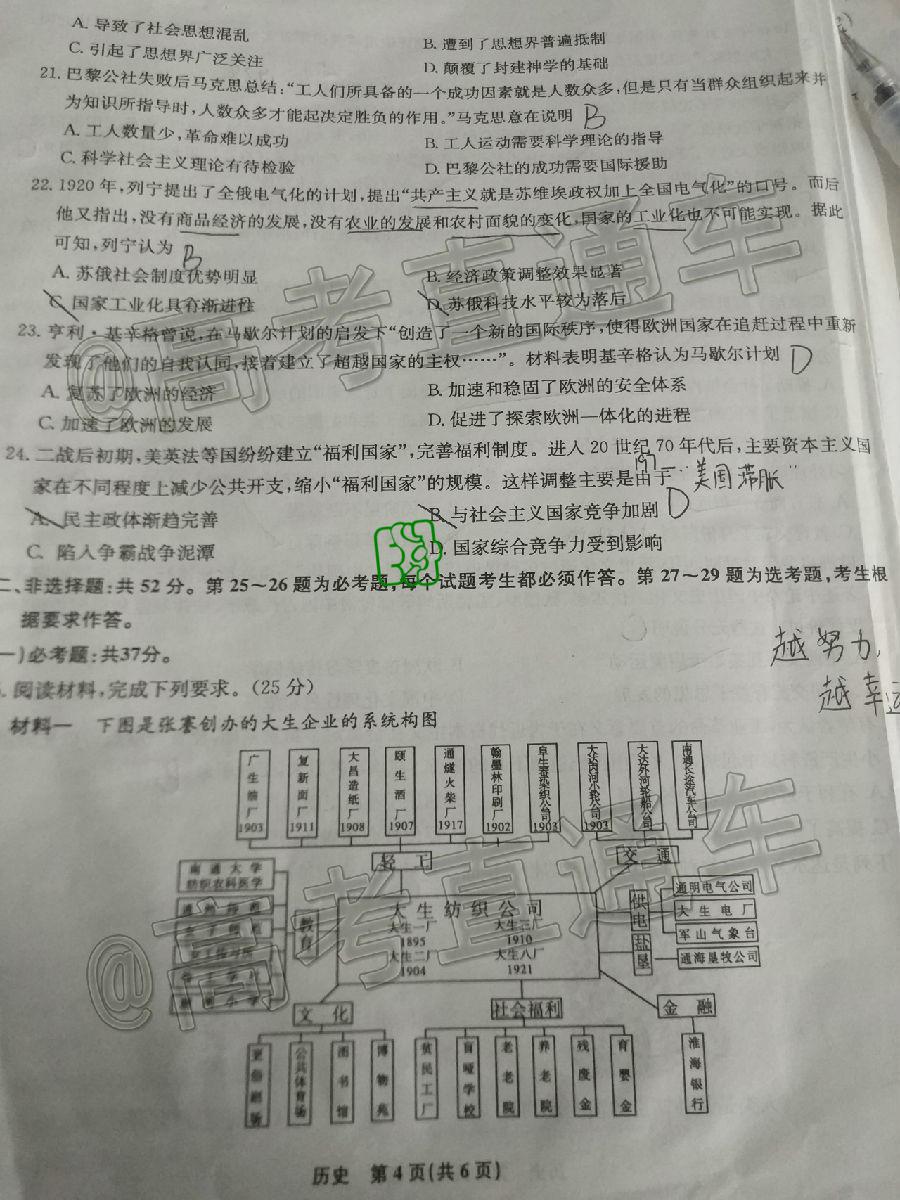 A. 导致了社会思想混乱
B. 遭到了思想界普遍抵制
C. 引起了思想界广泛关注
D. 颠覆了封建神学的基础
21. 巴黎公社失败后马克思总结:“工人们所具备的一个成功因素就是人数众多,但是只有当群众组织起来并
为知识所指导时,人数众多才能起决定胜负的作用。”马克思意在说明 B
A. 工人数量少,革命难以成功
B. 工人运动需要科学理论的指导
C. 科学社会主义理论有待检验
D. 巴黎公社的成功需要国际援助
22. 1920 年,列宁提出了全俄电气化的计划,提出“共产主义就是苏维埃政权加上全国电气化”的口号。而后
他又指出,没有商品经济的发展,没有农业的发展和农村面貌的变化,国家的工业化也不可能实现。据此
可知,列宁认为 B
A. 苏俄社会制度优势明显
B. 经济政策调整效果显著
C. 国家工业化具有渐进性
D. 苏俄科技水平较为落后
23. 亨利·基辛格曾说,在马歇尔计划的启发下“创造了一个新的国际秩序,使得欧洲国家在追赶过程中重新
发现了他们的自我认同,接着建立了超越国家的主权……”。材料表明基辛格认为马歇尔计划 D
A. 复苏了欧洲的经济
B. 加速和稳固了欧洲的安全体系
C. 加速了欧洲的发展
D. 促进了探索欧洲一体化的进程
24. 二战后初期,美英法等国纷纷建立“福利国家”,完善福利制度。进入 20 世纪 70 年代后,主要资本主义国
家在不同程度上减少公共开支,缩小“福利国家”的规模。这样调整主要是由于 “美国滞胀”
A. 民主政体渐趋完善
B. 与社会主义国家竞争加剧 D
C. 陷入争霸战争泥潭
D. 国家综合竞争力受到影响
二、非选择题:共 52 分。第 25～26 题为必考题,每个试题考生都必须作答。第 27～29 题为选考题,考生根
据要求作答。
一)必考题:共37分。
越努力,
越幸运
. 阅读材料,完成下列要求。(25 分)
材料一 下图是张謇创办的大生企业的系统构图
广生油厂 1903
复新面厂 1911
大昌造纸厂 1908
颐生酒厂 1907
通燧火柴厂 1917
翰墨林印刷厂 1902
阜生蚕染织公司 1903
大达内河小轮公司 1903
大达外河轮船公司
南通长途汽车公司
轻工
交通
南通大学
纺织农科医学
教育
大生纺织公司
大生一厂 1895
大生三厂 1910
大生二厂 1904
大生八厂 1921
供电
通明电气公司
大生电厂
军山气象台
盐垦
通海垦牧公司
文化
社会福利
金融
更俗剧场
公共体育场
图书馆
博物苑
贫民工厂
盲哑学校
老老院
养老院
残废金
育婴金
淮海银行
历史 第 4 页(共 6 页)
@高考直通车
@高考直通车